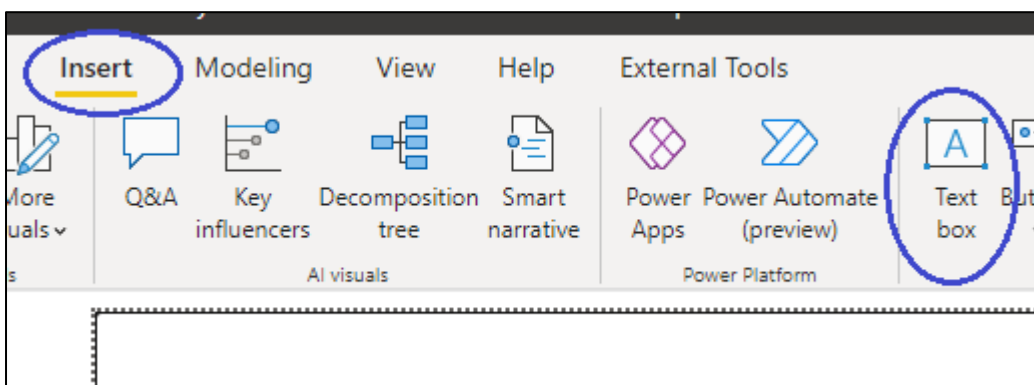 Insert Modeling View Help External Tools
Q&A Key Decomposition Smart Power Power Automate Text
influencers tree narrative Apps (preview) box
AI visuals Power Platform